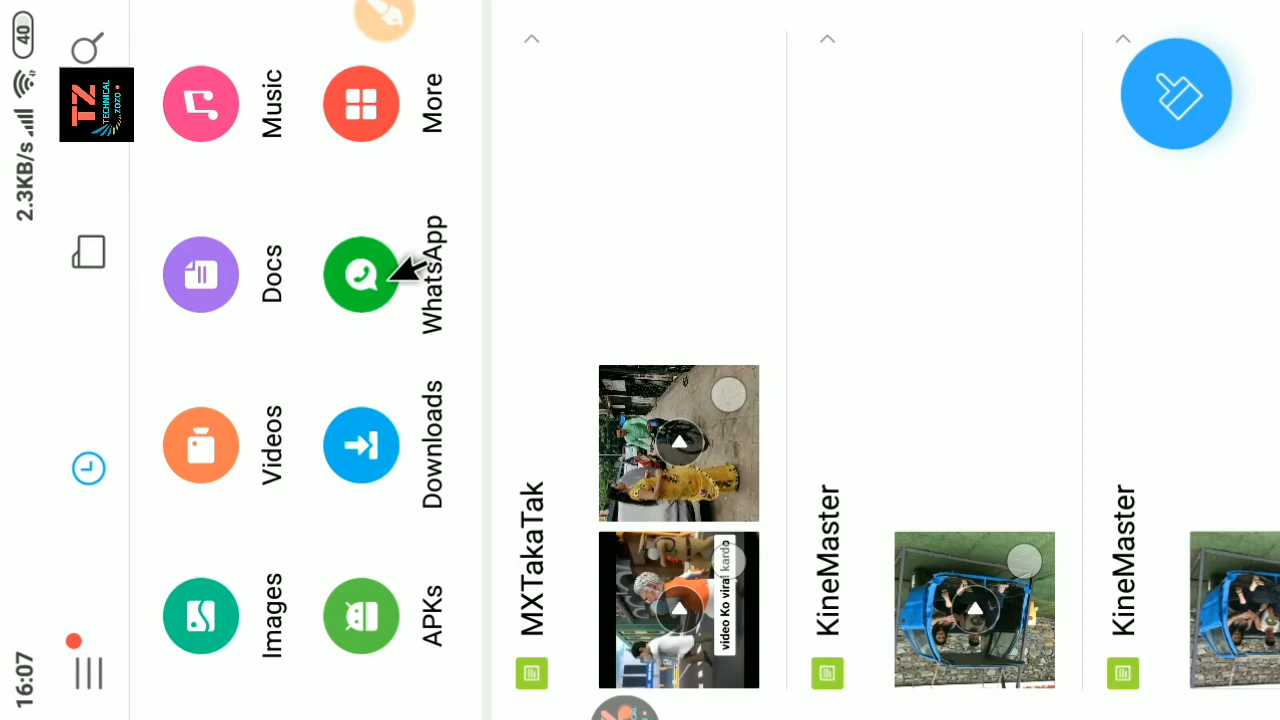 16:07
2.3KB/s
40
TZ
TECHNICAL
ZOZO
Images
Videos
Docs
Music
APKs
Downloads
WhatsApp
More
MXTakaTak
video Ko viral kardo
KineMaster
KineMaster